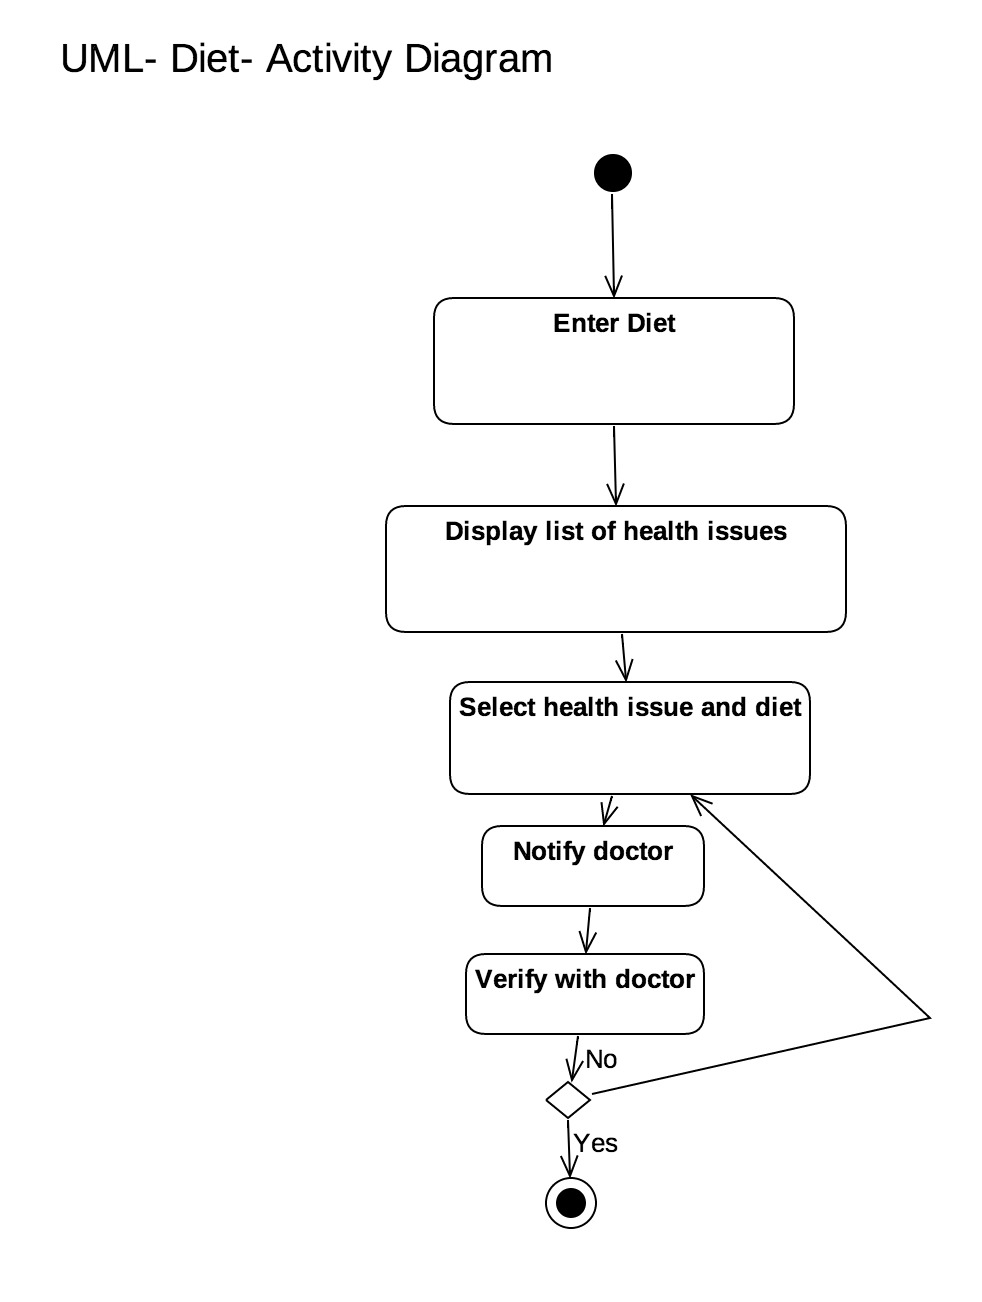 UML- Diet- Activity Diagram
Enter Diet
Display list of health issues
Select health issue and diet
Notify doctor
Verify with doctor
No
Yes